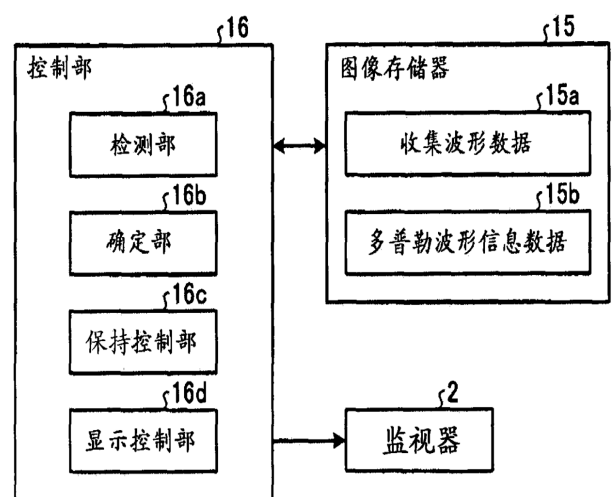 16
控制部
16a
检测部
16b
确定部
16c
保持控制部
16d
显示控制部
15
图像存储器
15a
收集波形数据
15b
多普勒波形信息数据
2
监视器